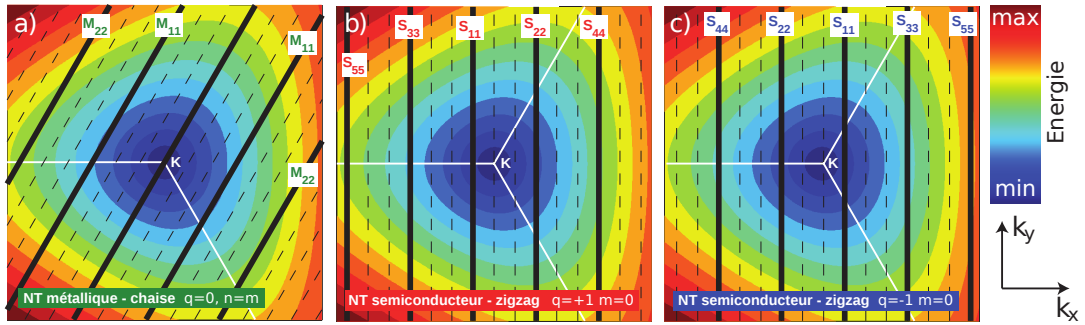 a)
M22
M11
M11
K
M22
NT métallique - chaise q=0, n=m
b)
S55
S33
S11
S22
S44
K
NT semiconducteur - zigzag q=+1 m=0
c)
S44
S22
S11
S33
S55
K
NT semiconducteur - zigzag q=-1 m=0
max
Energie
min
ky
kx